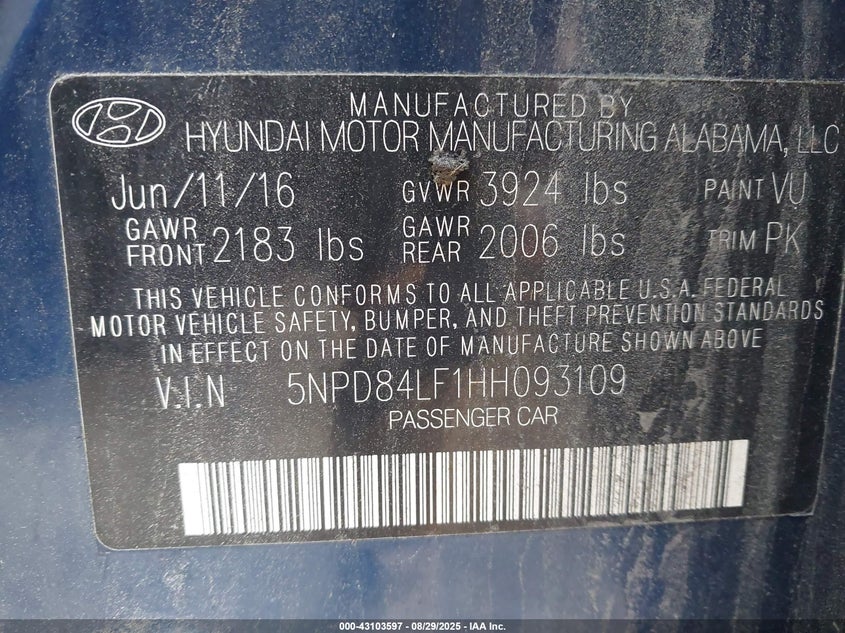 MANUFACTURED BY
HYUNDAI MOTOR MANUFACTURING ALABAMA, LLC
Jun/11/16 GVWR 3924 lbs PAINT VU
GAWR FRONT 2183 lbs GAWR REAR 2006 lbs TRIM PK
THIS VEHICLE CONFORMS TO ALL APPLICABLE U.S.A. FEDERAL
MOTOR VEHICLE SAFETY, BUMPER, AND THEFT PREVENTION STANDARDS
IN EFFECT ON THE DATE OF MANUFACTURE SHOWN ABOVE
V.I.N 5NPD84LF1HH093109
PASSENGER CAR
000-43103597 - 08/29/2025 - IAA Inc.